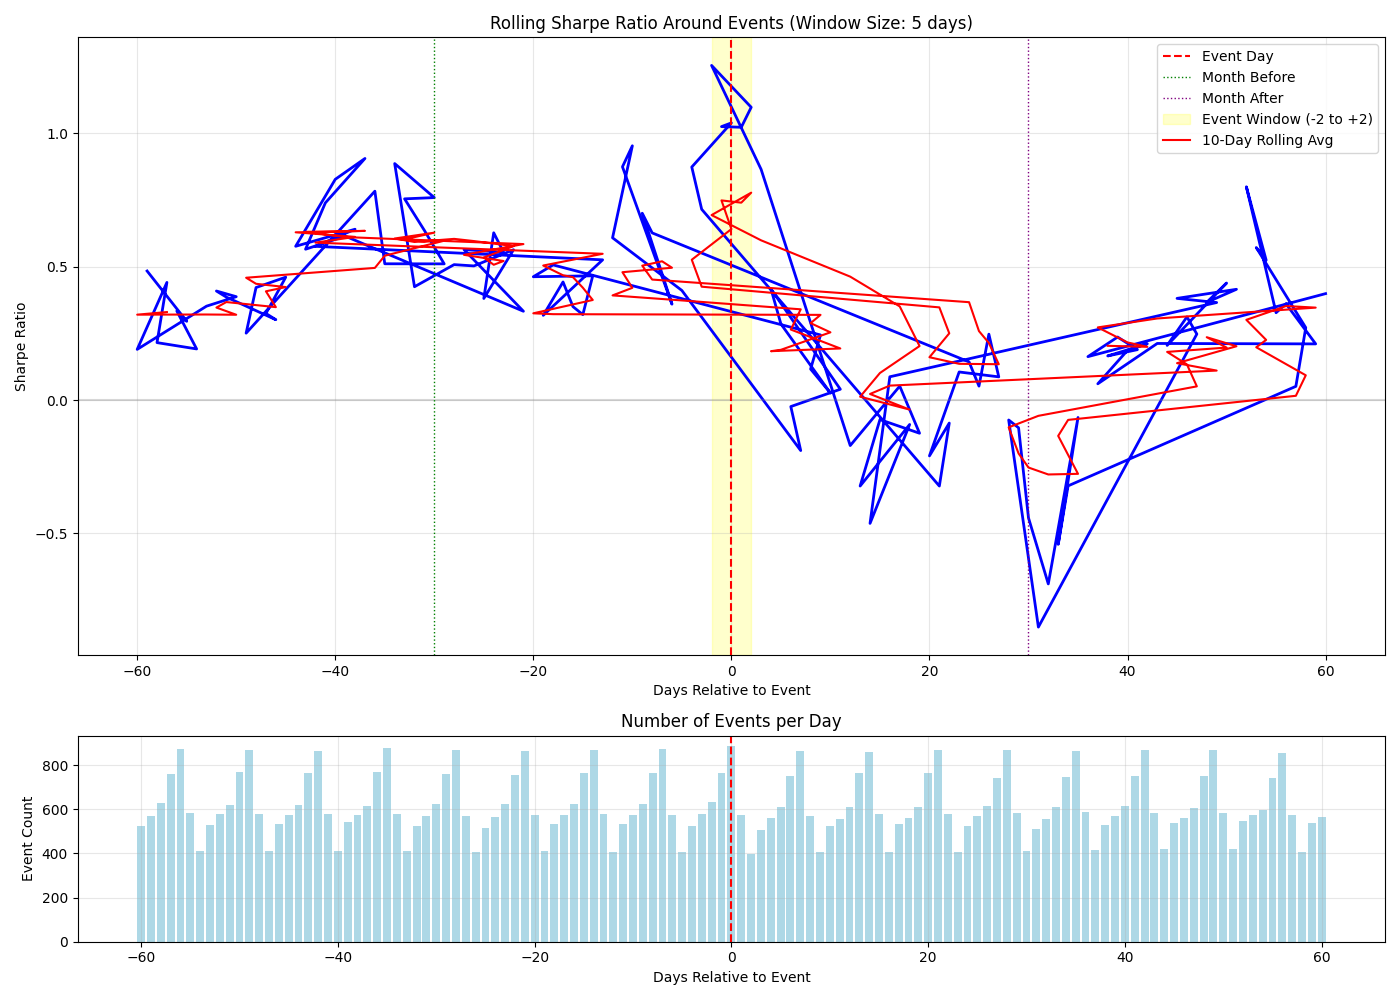 Rolling Sharpe Ratio Around Events (Window Size: 5 days)
Event Day
Month Before
Month After
Event Window (-2 to +2)
10-Day Rolling Avg
Sharpe Ratio
1.0
0.5
0.0
−0.5
−60 −40 −20 0 20 40 60
Days Relative to Event
Number of Events per Day
Event Count
800
600
400
200
0
−60 −40 −20 0 20 40 60
Days Relative to Event